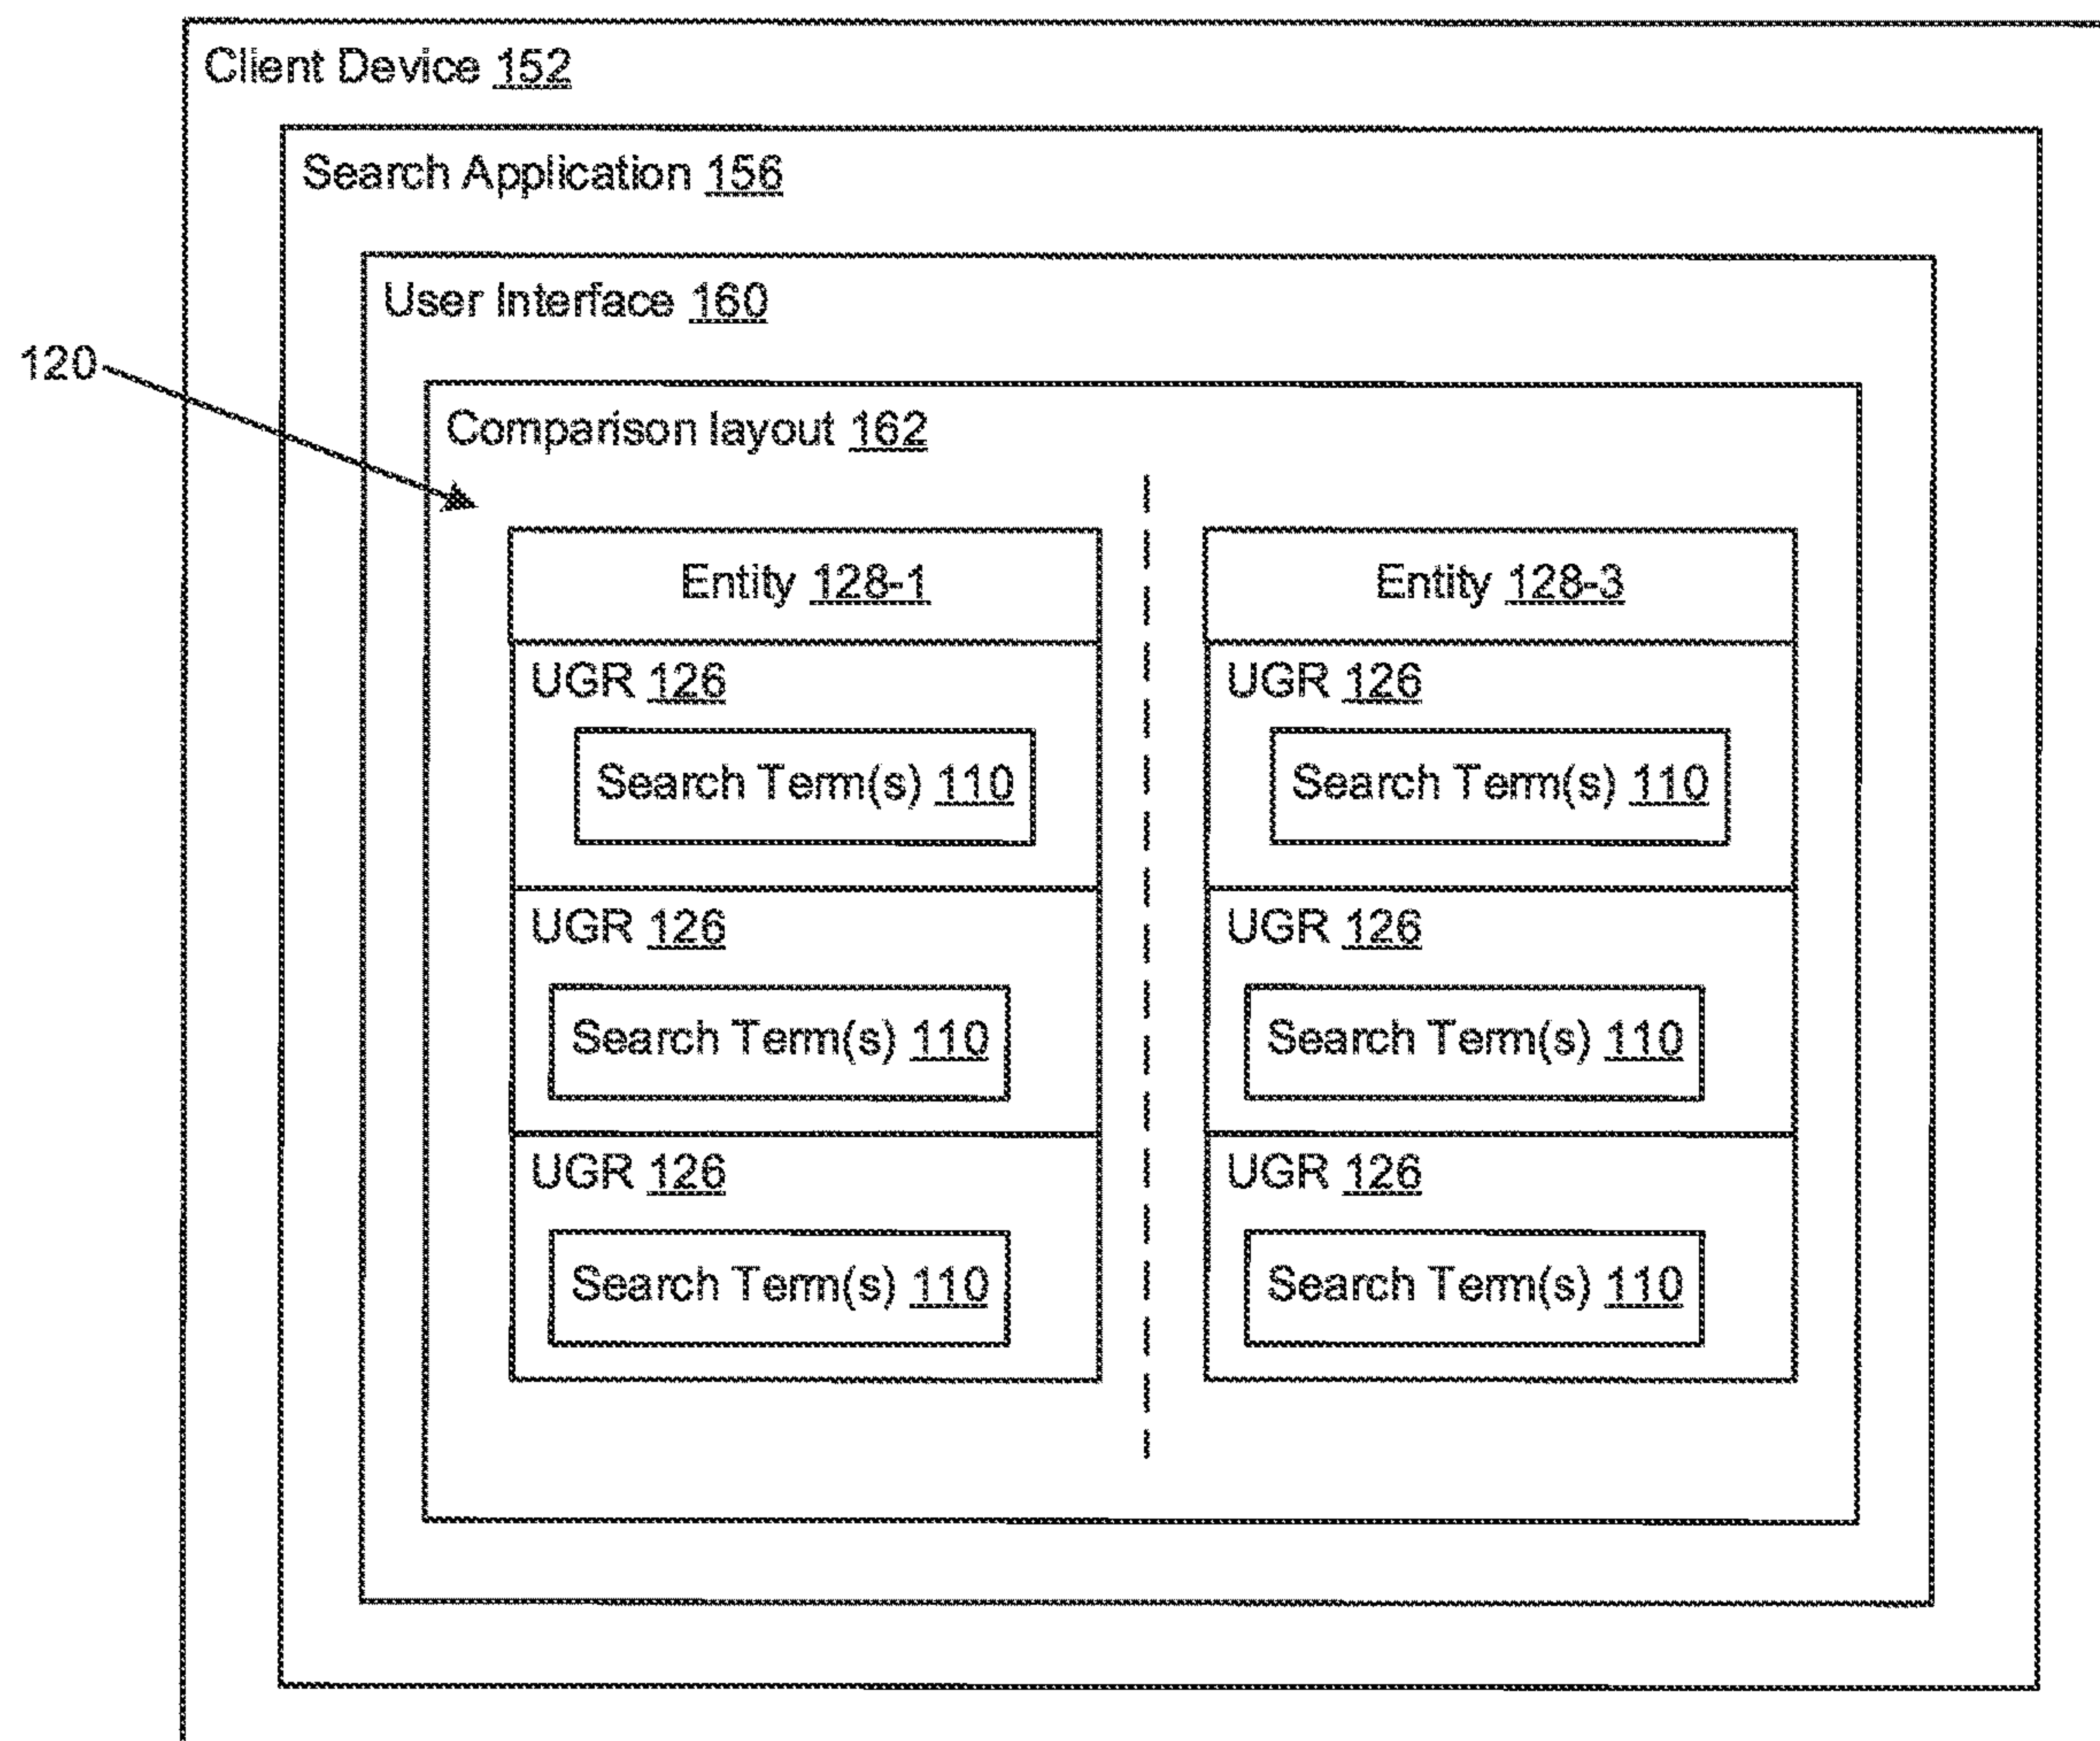 Client Device 152
Search Application 156
User Interface 160
120
Comparison layout 162
Entity 128-1
Entity 128-3
UGR 126
UGR 126
Search Term(s) 110
Search Term(s) 110
UGR 126
UGR 126
Search Term(s) 110
Search Term(s) 110
UGR 126
UGR 126
Search Term(s) 110
Search Term(s) 110